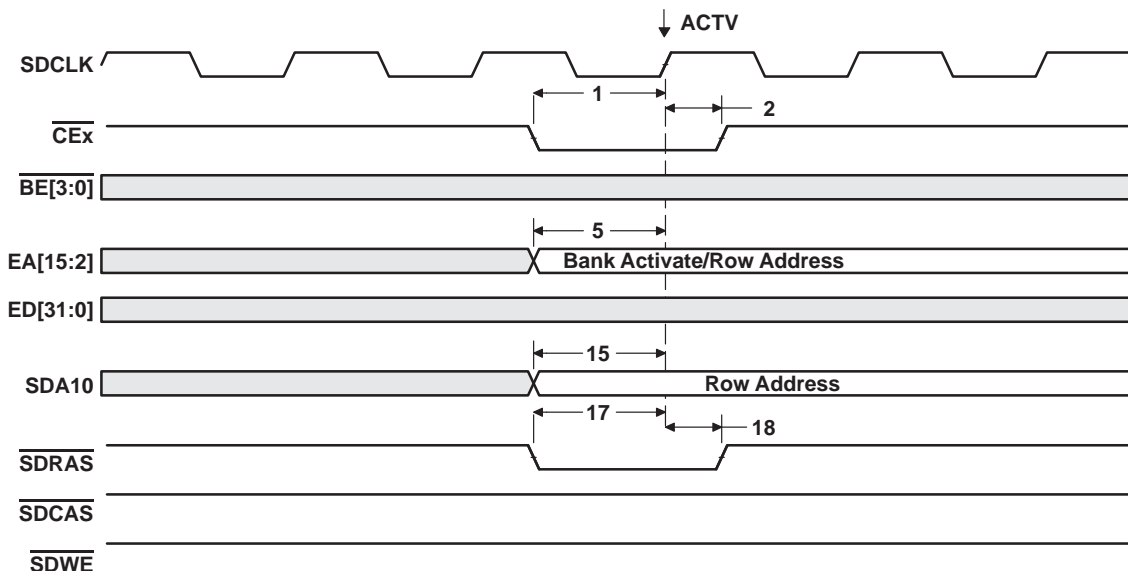 ACTV
SDCLK
1
2
CEx
BE[3:0]
5
EA[15:2]
Bank Activate/Row Address
ED[31:0]
15
SDA10
Row Address
17
18
SDRAS
SDCAS
SDWE